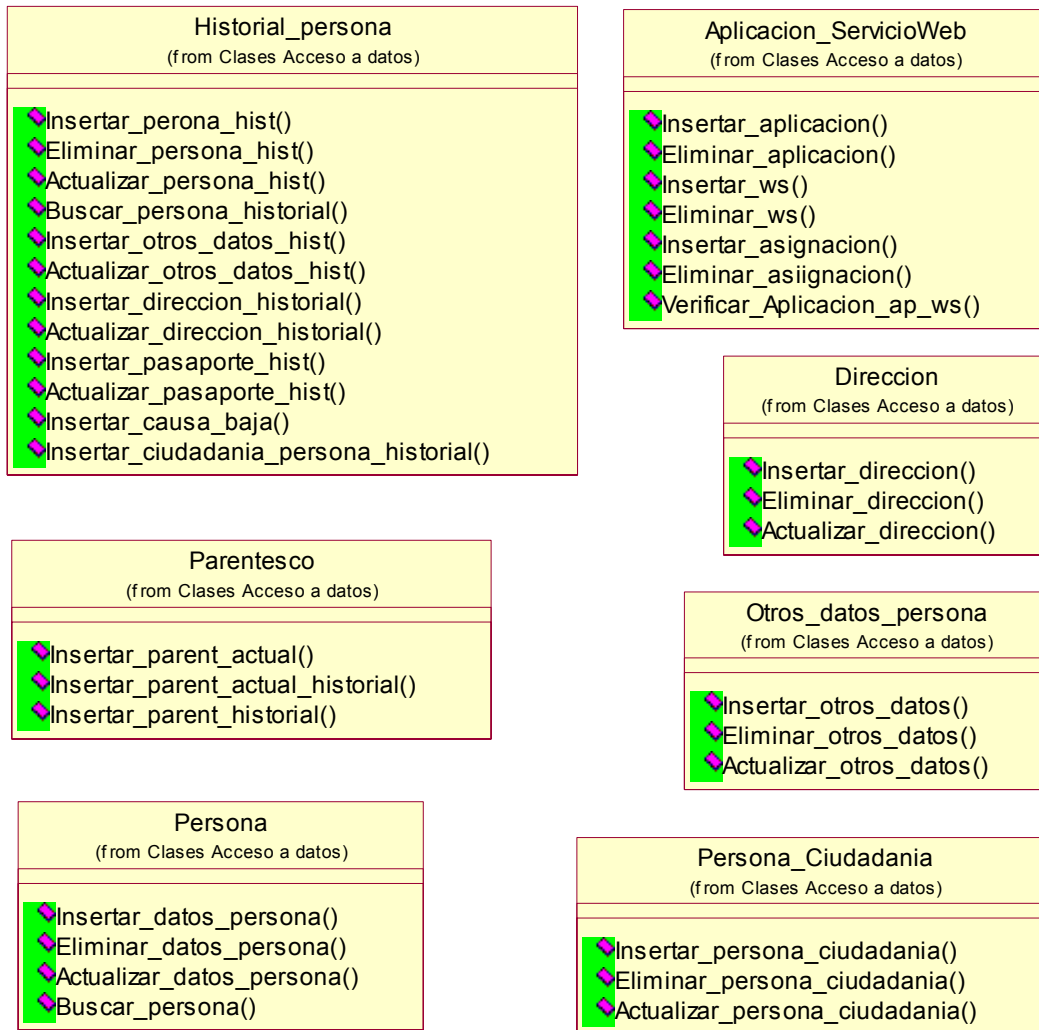 Historial_persona
(from Clases Acceso a datos)
Insertar_perona_hist()
Eliminar_persona_hist()
Actualizar_persona_hist()
Buscar_persona_historial()
Insertar_otros_datos_hist()
Actualizar_otros_datos_hist()
Insertar_direccion_historial()
Actualizar_direccion_historial()
Insertar_pasaporte_hist()
Actualizar_pasaporte_hist()
Insertar_causa_baja()
Insertar_ciudadania_persona_historial()
Aplicacion_ServicioWeb
(from Clases Acceso a datos)
Insertar_aplicacion()
Eliminar_aplicacion()
Insertar_ws()
Eliminar_ws()
Insertar_asignacion()
Eliminar_asiignacion()
Verificar_Aplicacion_ap_ws()
Direccion
(from Clases Acceso a datos)
Insertar_direccion()
Eliminar_direccion()
Actualizar_direccion()
Parentesco
(from Clases Acceso a datos)
Insertar_parent_actual()
Insertar_parent_actual_historial()
Insertar_parent_historial()
Otros_datos_persona
(from Clases Acceso a datos)
Insertar_otros_datos()
Eliminar_otros_datos()
Actualizar_otros_datos()
Persona
(from Clases Acceso a datos)
Insertar_datos_persona()
Eliminar_datos_persona()
Actualizar_datos_persona()
Buscar_persona()
Persona_Ciudadania
(from Clases Acceso a datos)
Insertar_persona_ciudadania()
Eliminar_persona_ciudadania()
Actualizar_persona_ciudadania()